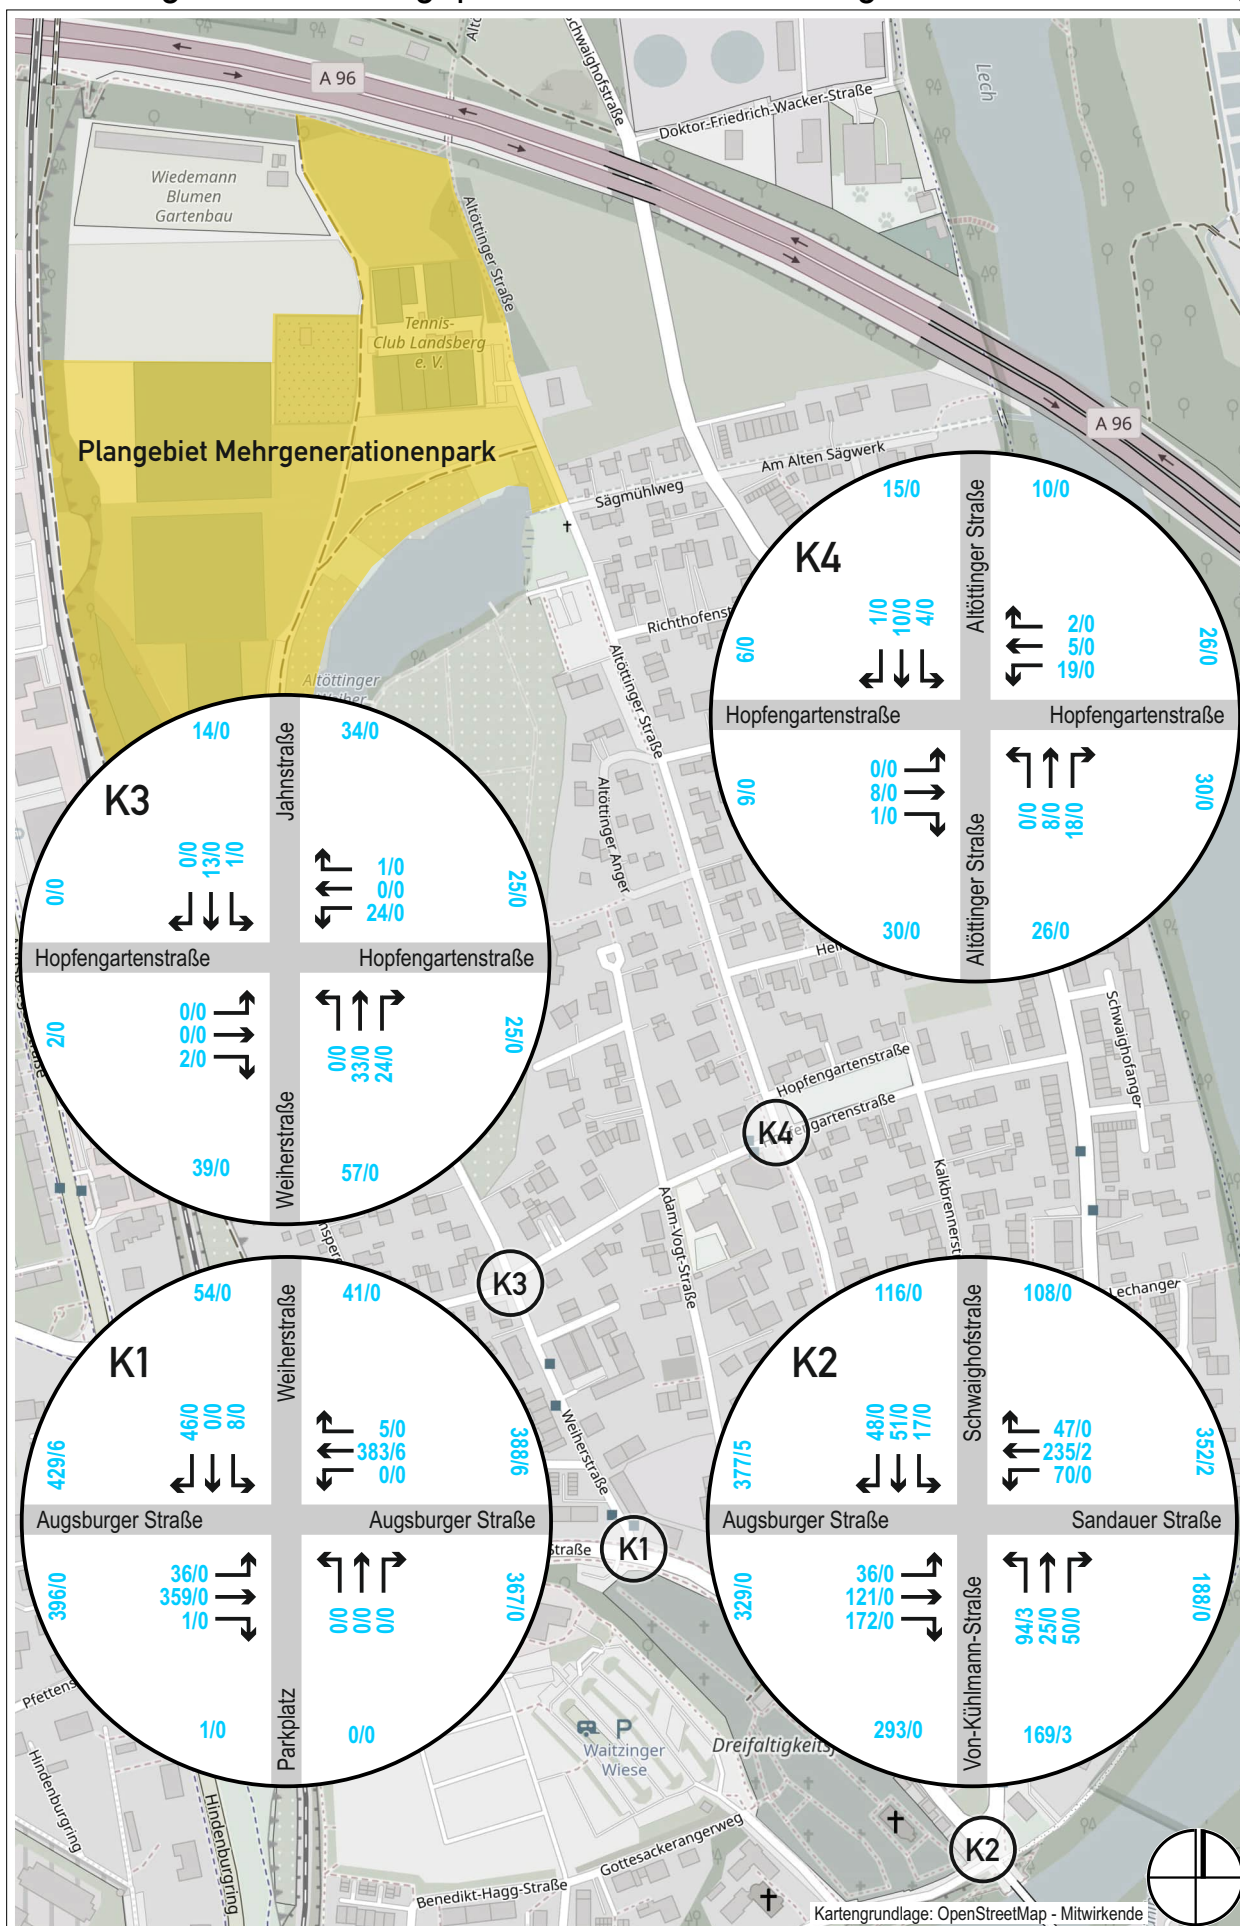 A 96
Doktor-Friedrich-Wacker-Straße
Lech
Schwaighofstraße
Wiedemann
Blumen
Gartenbau
Altöttinger Straße
Tennis-
Club Landsberg
e. V.
A 96
Plangebiet Mehrgenerationenpark
Am Alten Sägwerk
Sägmühlweg
Richthofenst
Altöttinger Straße
Altöttinger
Altöttinger Anger
K4
15/0
10/0
Altöttinger Straße
1/0
10/0
4/0
2/0
5/0
19/0
6/0
26/0
Hopfengartenstraße
Hopfengartenstraße
0/0
8/0
1/0
0/0
8/0
18/0
9/0
30/0
Altöttinger Straße
30/0
26/0
K3
14/0
34/0
Jahnstraße
0/0
13/0
1/0
1/0
0/0
24/0
0/0
25/0
Hopfengartenstraße
Hopfengartenstraße
0/0
0/0
2/0
0/0
33/0
24/0
2/0
25/0
Weiherstraße
39/0
57/0
Schwaighofanger
Hopfengartenstraße
K4
Adam-Vogt-Straße
K3
Lechanger
Weiherstraße
K1
54/0
41/0
Weiherstraße
46/0
0/0
8/0
5/0
383/6
0/0
429/6
388/6
Augsburger Straße
Augsburger Straße
36/0
359/0
1/0
0/0
0/0
0/0
396/0
367/0
Parkplatz
1/0
0/0
K1
K2
116/0
108/0
Schwaighofstraße
48/0
51/0
17/0
47/0
235/2
70/0
377/5
352/2
Augsburger Straße
Sandauer Straße
36/0
121/0
172/0
94/3
25/0
50/0
329/0
188/0
Von-Kühlmann-Straße
293/0
169/3
Hindenburgring
Hindenburgring
P
Waitzinger
Wiese
Gottesackerangerweg
Benedikt-Hagg-Straße
K2
Kartengrundlage: OpenStreetMap - Mitwirkende